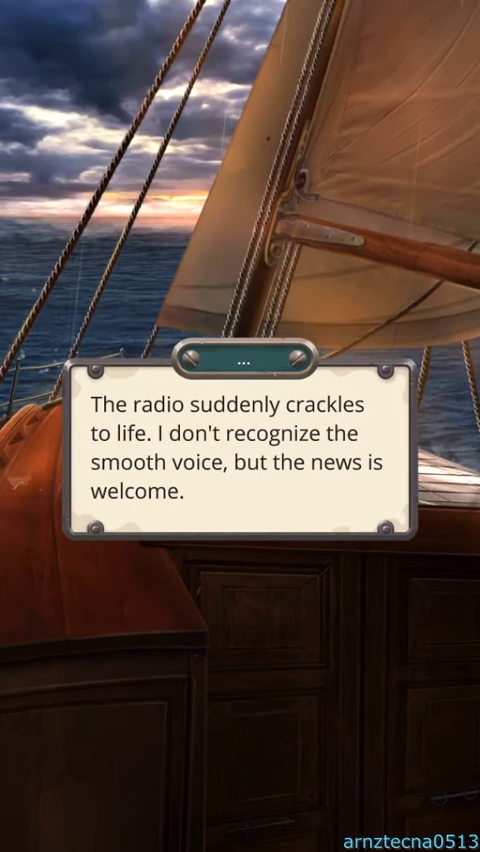 ...
The radio suddenly crackles
to life. I don't recognize the
smooth voice, but the news is
welcome.
arnztecna0513